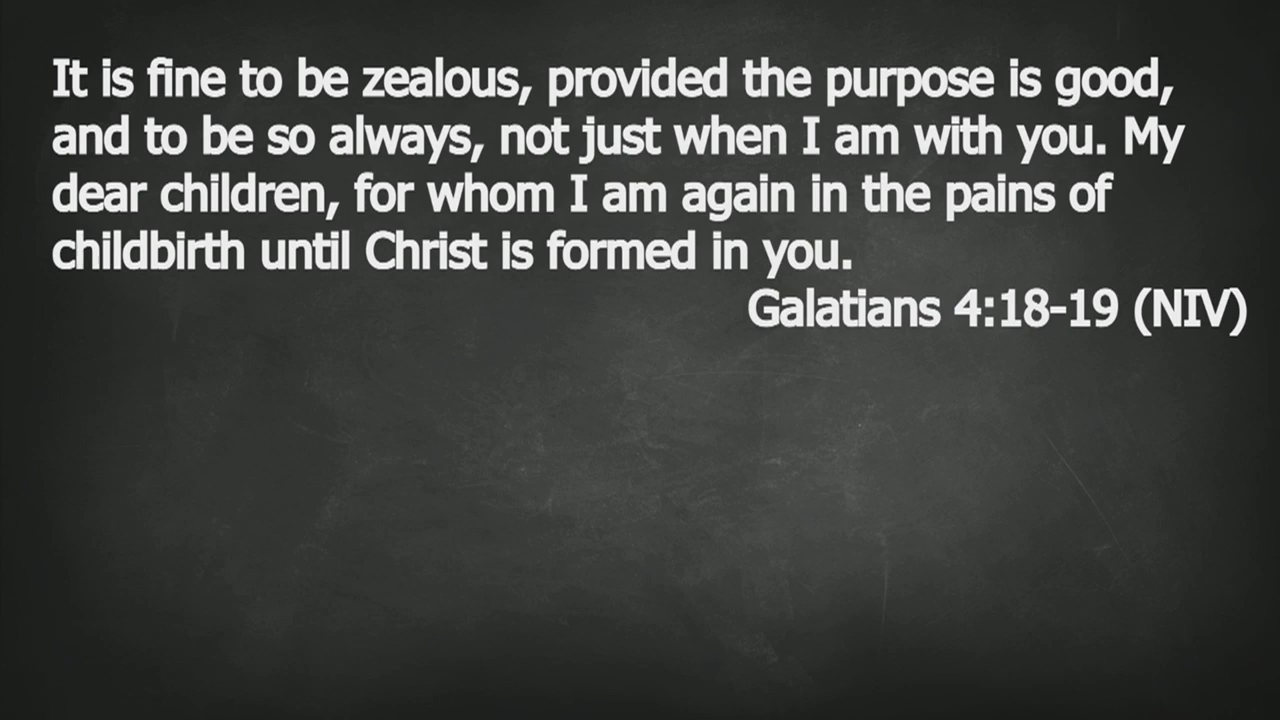 It is fine to be zealous, provided the purpose is good,
and to be so always, not just when I am with you. My
dear children, for whom I am again in the pains of
childbirth until Christ is formed in you.
Galatians 4:18-19 (NIV)